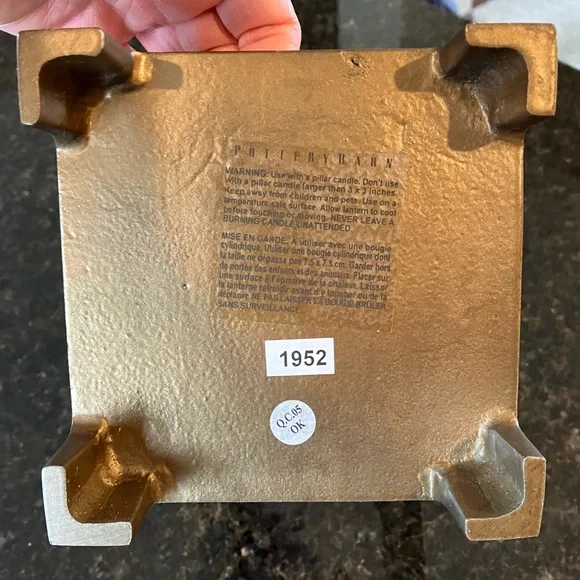 POTTERYBARN
WARNING: Use with a pillar candle. Don't use
with a pillar candle larger than 3 x 3 inches.
Keep away from children and pets. Use on a
temperature safe surface. Allow lantern to cool
before touching or moving. NEVER LEAVE A
BURNING CANDLE UNATTENDED.
MISE EN GARDE: À utiliser avec une bougie
cylindrique. Utiliser une bougie cylindrique dont
la taille ne dépasse pas 7.5 x 7.5 cm. Garder hors
de portée des enfants et des animaux. Placer sur
une surface à l'épreuve de la chaleur. Laisser
la lanterne refroidir avant d'y toucher ou de la
déplacer. NE PAS LAISSER LA BOUGIE BRÛLER
SANS SURVEILLANCE.
1952
Q.C.05
OK